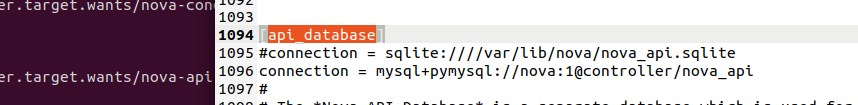 er.target.wants/nova-con
1093
1094 [api_database]
1095 #connection = sqlite:////var/lib/nova/nova_api.sqlite
er.target.wants/nova-api
1096 connection = mysql+pymysql://nova:1@controller/nova_api
1097 #